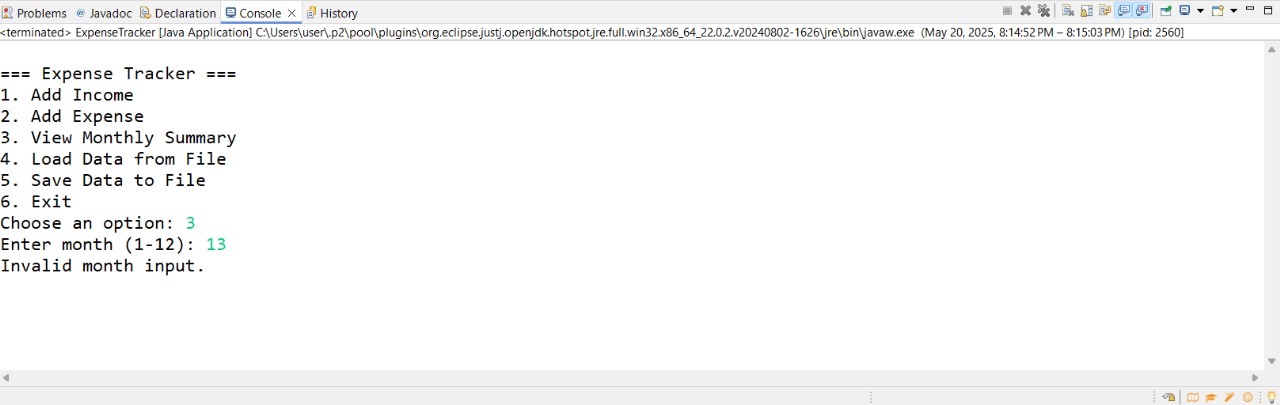 Problems @ Javadoc Declaration Console × History
<terminated> ExpenseTracker [Java Application] C:\Users\user\.p2\pool\plugins\org.eclipse.justj.openjdk.hotspot.jre.full.win32.x86_64_22.0.2.v20240802-1626\jre\bin\javaw.exe (May 20, 2025, 8:14:52 PM – 8:15:03 PM) [pid: 2560]
=== Expense Tracker ===
1. Add Income
2. Add Expense
3. View Monthly Summary
4. Load Data from File
5. Save Data to File
6. Exit
Choose an option: 3
Enter month (1-12): 13
Invalid month input.